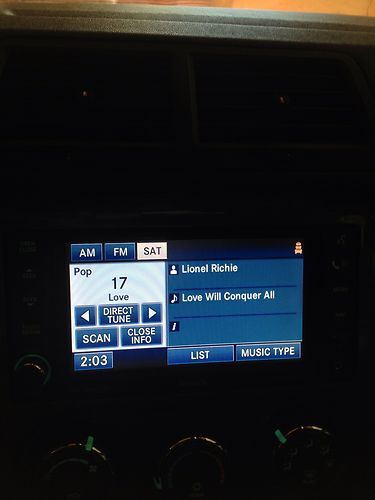 AM FM SAT
Pop
17
Love
DIRECT
TUNE
SCAN
CLOSE
INFO
2:03
Lionel Richie
Love Will Conquer All
i
LIST
MUSIC TYPE